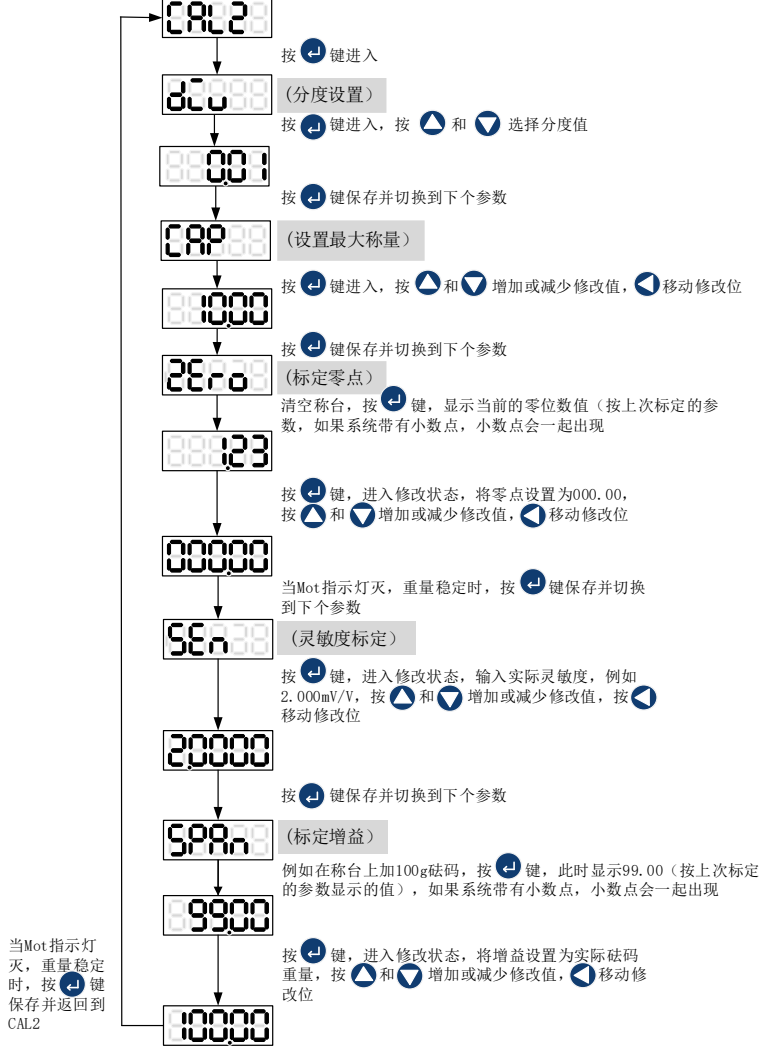 CAL2
按 键进入
div
(分度设置)
按 键进入，按 和 选择分度值
0.01
按 键保存并切换到下个参数
CAP
(设置最大称量)
按 键进入，按 和 增加或减少修改值， 移动修改位
10.00
按 键保存并切换到下个参数
ZEro
(标定零点)
清空称台，按 键，显示当前的零位数值（按上次标定的参
数，如果系统带有小数点，小数点会一起出现
1.23
按 键，进入修改状态，将零点设置为000.00，
按 和 增加或减少修改值， 移动修改位
000.00
当Mot指示灯灭，重量稳定时，按 键保存并切换
到下个参数
SEn
(灵敏度标定)
按 键，进入修改状态，输入实际灵敏度，例如
2.000mV/V，按 和 增加或减少修改值，按
移动修改位
2.0000
按 键保存并切换到下个参数
SPAn
(标定增益)
例如在称台上加100g砝码，按 键，此时显示99.00（按上次标定
的参数显示的值），如果系统带有小数点，小数点会一起出现
99.00
按 键，进入修改状态，将增益设置为实际砝码
重量，按 和 增加或减少修改值， 移动修
改位
100.00
当Mot指示灯
灭，重量稳定
时，按 键
保存并返回到
CAL2